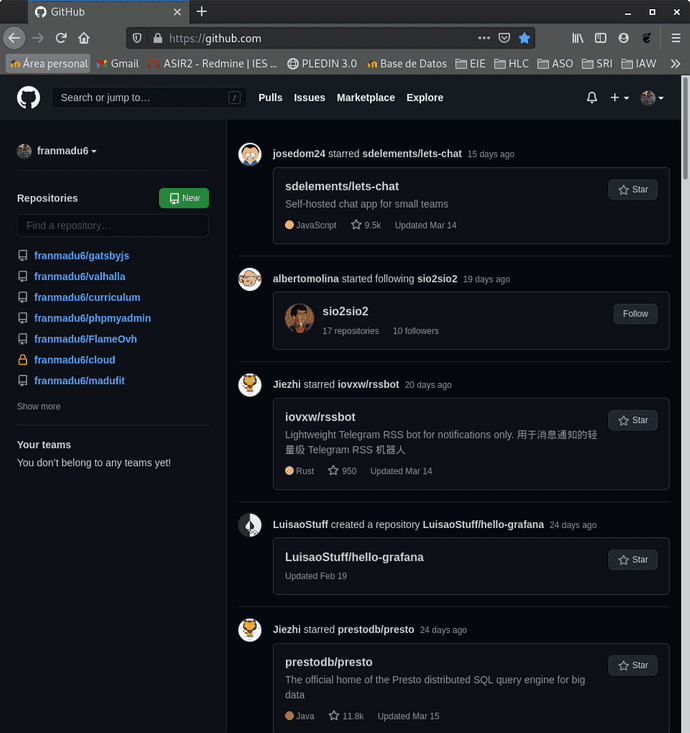 GitHub
https://github.com
Área personal
Gmail
ASIR2 - Redmine | IES ...
PLEDIN 3.0
Base de Datos
EIE
HLC
ASO
SRI
IAW
Search or jump to…
/
Pulls
Issues
Marketplace
Explore
franmadu6
Repositories
New
Find a repository…
franmadu6/gatsbyjs
franmadu6/valhalla
franmadu6/curriculum
franmadu6/phpmyadmin
franmadu6/FlameOvh
franmadu6/cloud
franmadu6/madufit
Show more
Your teams
You don't belong to any teams yet!
josedom24 starred sdelements/lets-chat 15 days ago
sdelements/lets-chat
Star
Self-hosted chat app for small teams
JavaScript 9.5k Updated Mar 14
albertomolina started following sio2sio2 19 days ago
sio2sio2
Follow
17 repositories 10 followers
Jiezhi starred iovxw/rssbot 20 days ago
iovxw/rssbot
Star
Lightweight Telegram RSS bot for notifications only. 用于消息通知的轻
量级 Telegram RSS 机器人
Rust 950 Updated Mar 14
LuisaoStuff created a repository LuisaoStuff/hello-grafana 24 days ago
LuisaoStuff/hello-grafana
Star
Updated Feb 19
Jiezhi starred prestodb/presto 24 days ago
prestodb/presto
Star
The official home of the Presto distributed SQL query engine for big
data
Java 11.8k Updated Mar 15